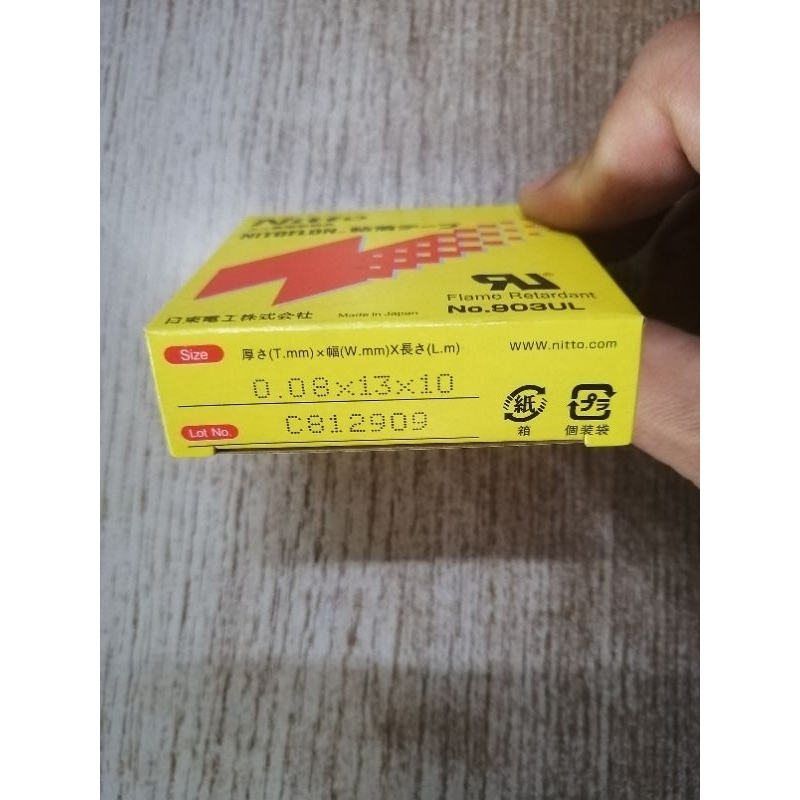 Nitto
NITOFLON™ 粘着テープ
RU®
Flame Retardant
No.903UL
日東電工株式会社 Made in Japan
Size 厚さ(T.mm)×幅(W.mm)X長さ(L.m) www.nitto.com
0.08×13×10
Lot No. C812909
紙 プラ
箱 個装袋